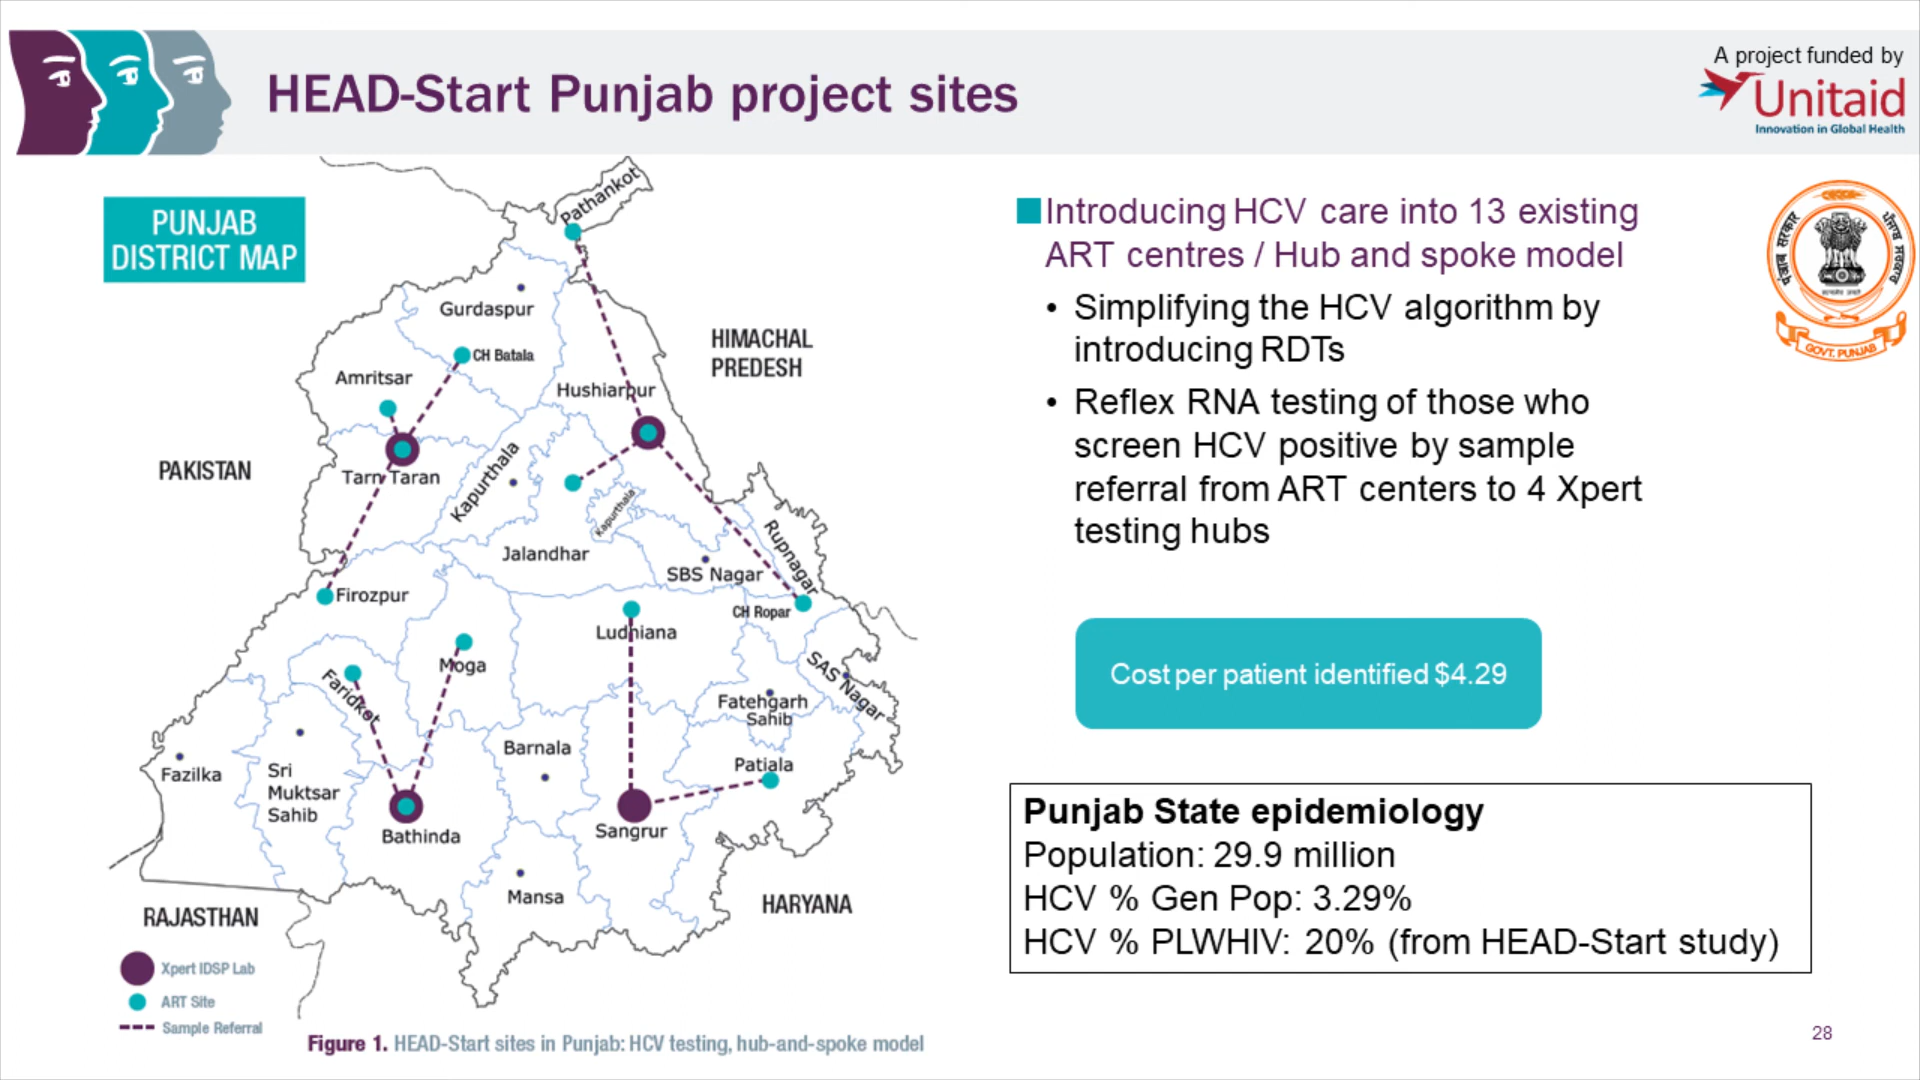 HEAD-Start Punjab project sites
A project funded by
Unitaid
Innovation in Global Health
PUNJAB
DISTRICT MAP
Pathankot
Gurdaspur
CH Batala
Amritsar
Hushiarpur
HIMACHAL
PREDESH
PAKISTAN
Tarn Taran
Kapurthala
Kapurthala
Jalandhar
SBS Nagar
Rupnagar
CH Ropar
Firozpur
Ludhiana
Moga
Faridkot
SAS Nagar
Fatehgarh
Sahib
Barnala
Patiala
Fazilka
Sri
Muktsar
Sahib
Bathinda
Sangrur
Mansa
HARYANA
RAJASTHAN
Xpert IDSP Lab
ART Site
Sample Referral
Figure 1. HEAD-Start sites in Punjab: HCV testing, hub-and-spoke model
Introducing HCV care into 13 existing
ART centres / Hub and spoke model
• Simplifying the HCV algorithm by
introducing RDTs
• Reflex RNA testing of those who
screen HCV positive by sample
referral from ART centers to 4 Xpert
testing hubs
GOVT. PUNJAB
Cost per patient identified $4.29
Punjab State epidemiology
Population: 29.9 million
HCV % Gen Pop: 3.29%
HCV % PLWHIV: 20% (from HEAD-Start study)
28